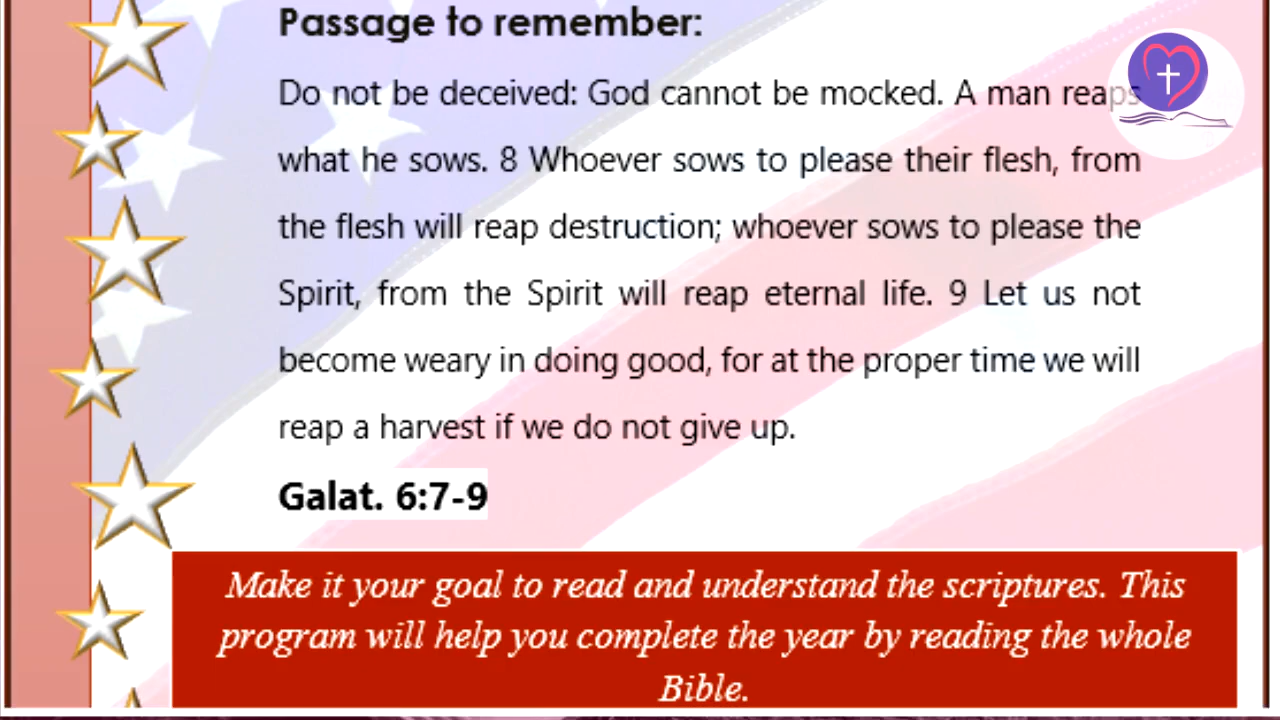 Passage to remember:
Do not be deceived: God cannot be mocked. A man reaps
what he sows. 8 Whoever sows to please their flesh, from
the flesh will reap destruction; whoever sows to please the
Spirit, from the Spirit will reap eternal life. 9 Let us not
become weary in doing good, for at the proper time we will
reap a harvest if we do not give up.
Galat. 6:7-9
Make it your goal to read and understand the scriptures. This
program will help you complete the year by reading the whole
Bible.